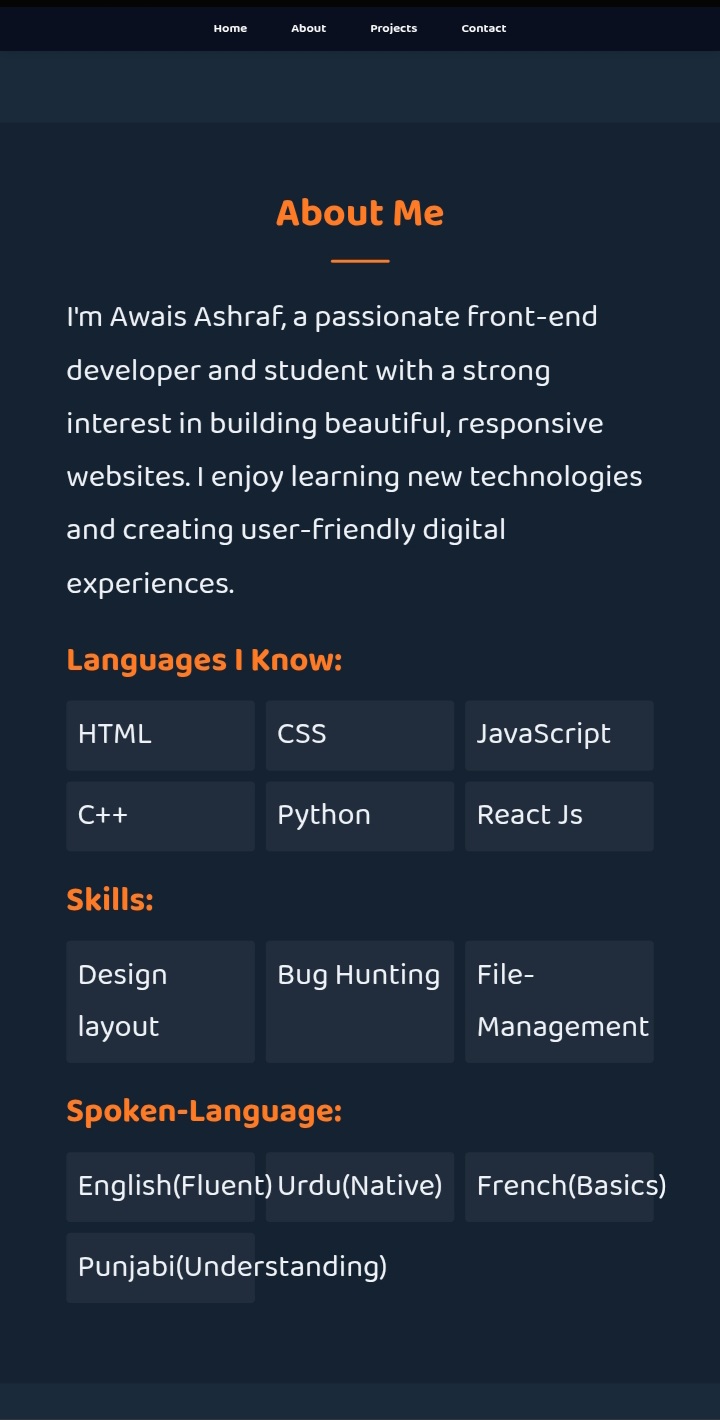 Home About Projects Contact
About Me
I'm Awais Ashraf, a passionate front-end
developer and student with a strong
interest in building beautiful, responsive
websites. I enjoy learning new technologies
and creating user-friendly digital
experiences.
Languages I Know:
HTML CSS JavaScript
C++ Python React Js
Skills:
Design layout
Bug Hunting
File-Management
Spoken-Language:
English(Fluent) Urdu(Native) French(Basics)
Punjabi(Understanding)